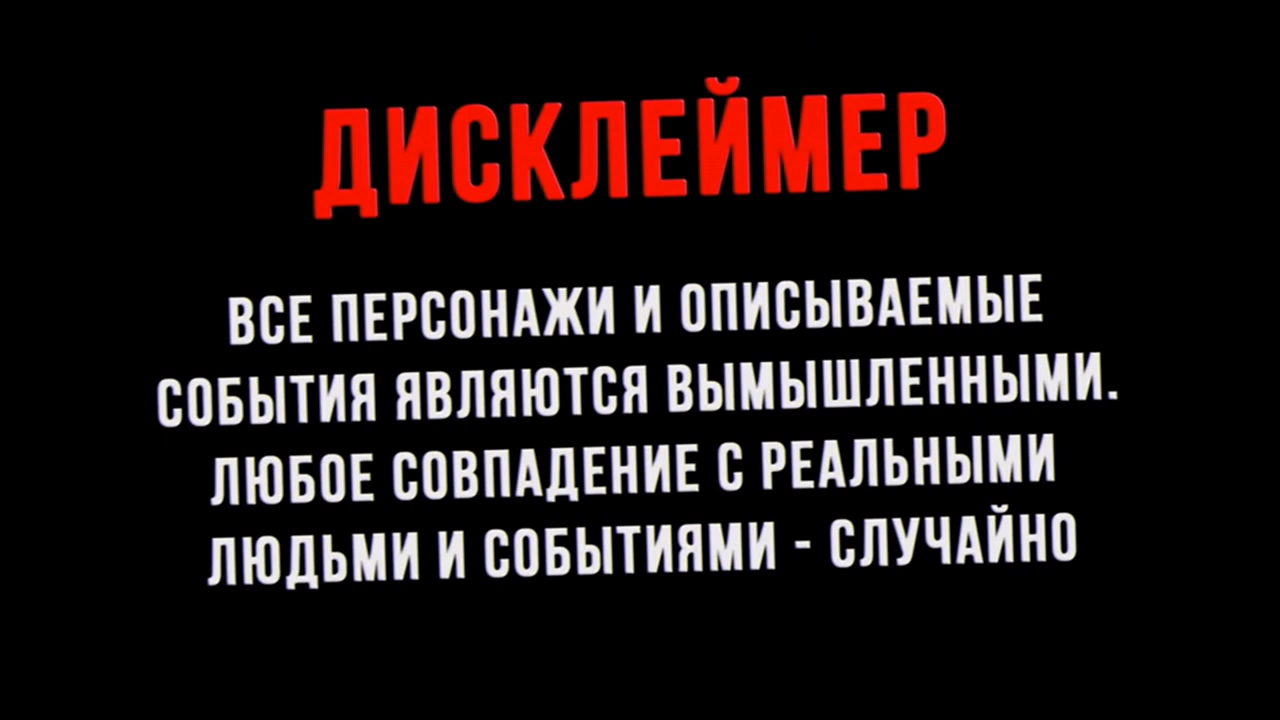 ДИСКЛЕЙМЕР
ВСЕ ПЕРСОНАЖИ И ОПИСЫВАЕМЫЕ
СОБЫТИЯ ЯВЛЯЮТСЯ ВЫМЫШЛЕННЫМИ.
ЛЮБОЕ СОВПАДЕНИЕ С РЕАЛЬНЫМИ
ЛЮДЬМИ И СОБЫТИЯМИ - СЛУЧАЙНО